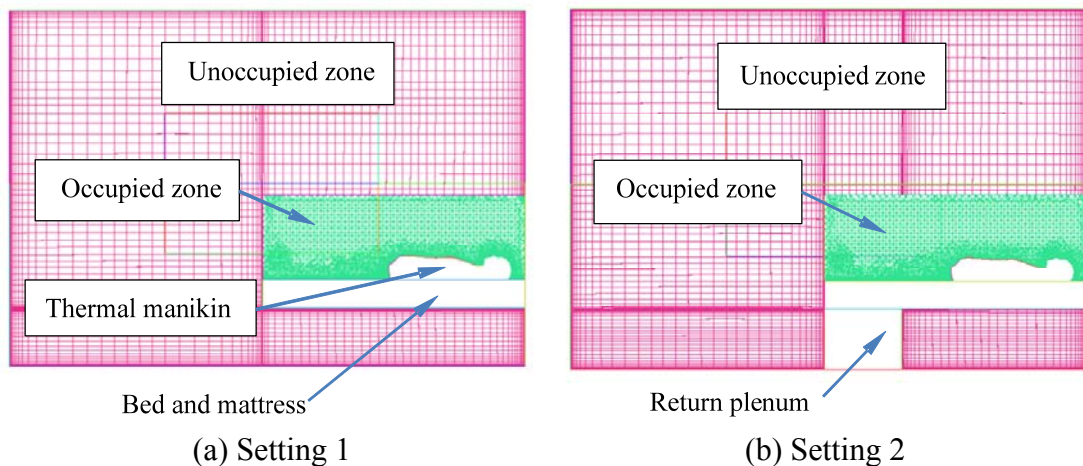 Unoccupied zone
Occupied zone
Thermal manikin
Bed and mattress
(a) Setting 1
Unoccupied zone
Occupied zone
Return plenum
(b) Setting 2